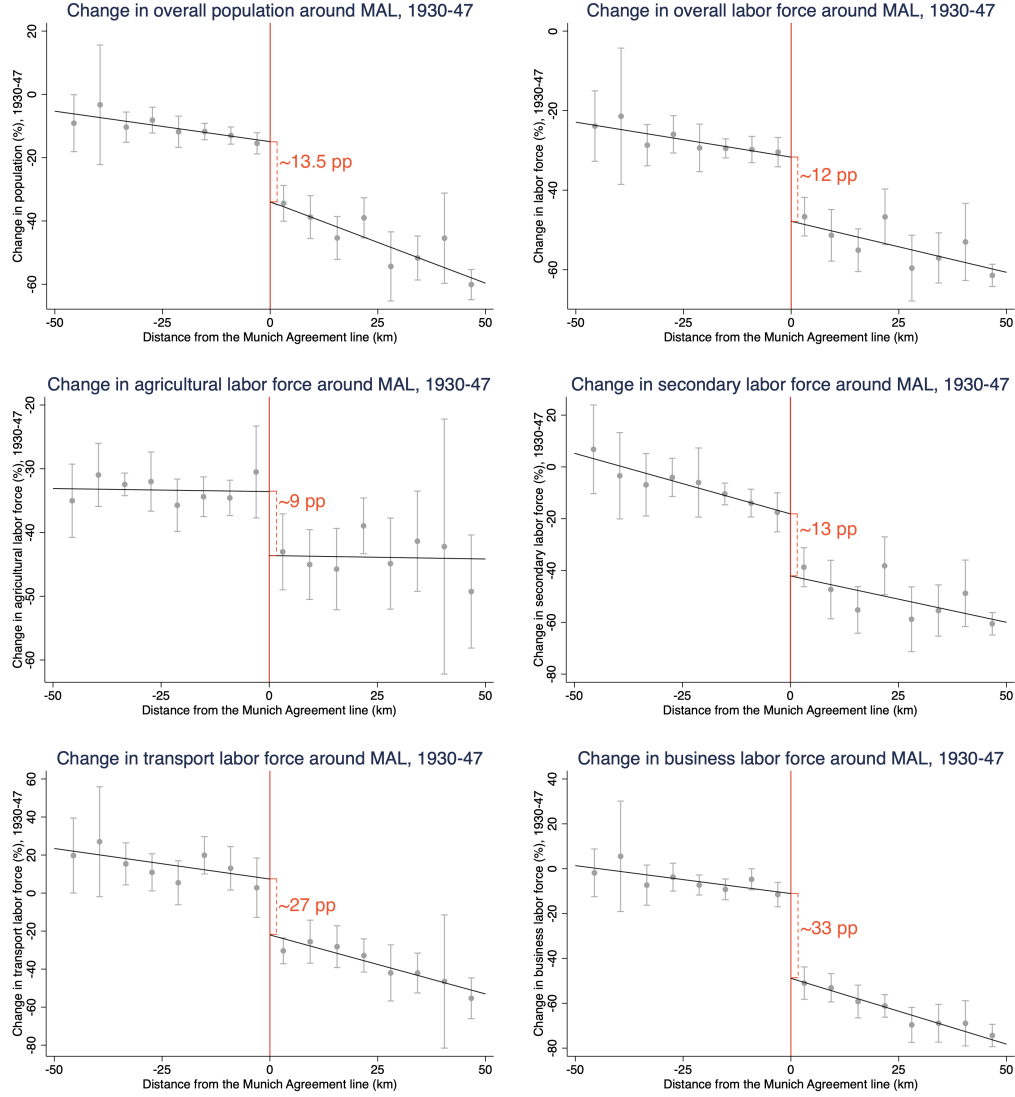 Change in overall population around MAL, 1930-47
Change in population (%), 1930-47
20
0
-20
-40
-60
~13.5 pp
-50
-25
0
25
50
Distance from the Munich Agreement line (km)
Change in overall labor force around MAL, 1930-47
Change in labor force (%), 1930-47
0
-20
-40
-60
~12 pp
-50
-25
0
25
50
Distance from the Munich Agreement line (km)
Change in agricultural labor force around MAL, 1930-47
Change in agricultural labor force (%), 1930-47
-20
-30
-40
-50
-60
~9 pp
-50
-25
0
25
50
Distance from the Munich Agreement line (km)
Change in secondary labor force around MAL, 1930-47
Change in secondary labor force (%), 1930-47
20
0
-20
-40
-60
-80
~13 pp
-50
-25
0
25
50
Distance from the Munich Agreement line (km)
Change in transport labor force around MAL, 1930-47
Change in transport labor force (%), 1930-47
60
40
20
0
-20
-40
-60
-80
~27 pp
-50
-25
0
25
50
Distance from the Munich Agreement line (km)
Change in business labor force around MAL, 1930-47
Change in business labor force (%), 1930-47
40
20
0
-20
-40
-60
-80
~33 pp
-50
-25
0
25
50
Distance from the Munich Agreement line (km)